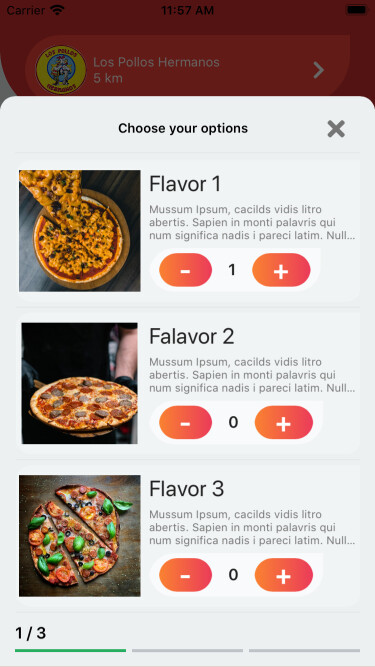 Carrier 11:57 AM
LOS POLLOS
HERMANOS
Los Pollos Hermanos
5 km
Choose your options
Flavor 1
Mussum Ipsum, cacilds vidis litro
abertis. Sapien in monti palavris qui
num significa nadis i pareci latim. Null...
- 1 +
Falavor 2
Mussum Ipsum, cacilds vidis litro
abertis. Sapien in monti palavris qui
num significa nadis i pareci latim. Null...
- 0 +
Flavor 3
Mussum Ipsum, cacilds vidis litro
abertis. Sapien in monti palavris qui
num significa nadis i pareci latim. Null...
- 0 +
1 / 3